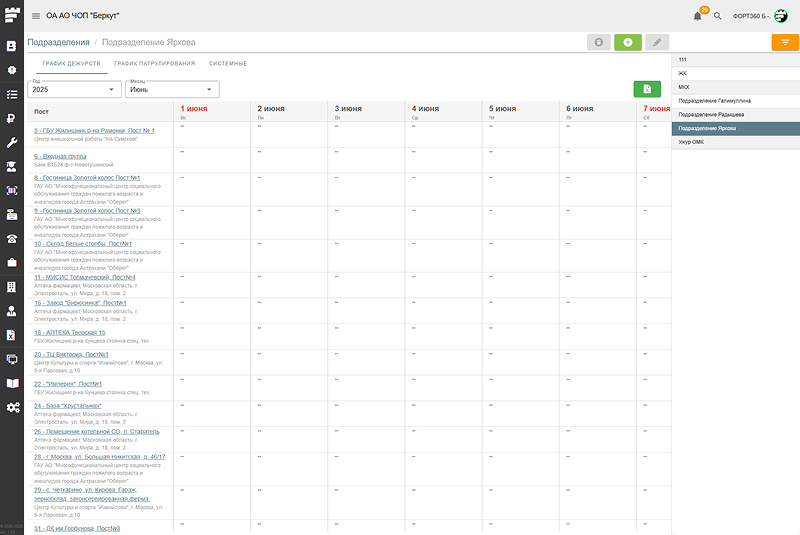 ОА АО ЧОП "Беркут"
26
ФОРТ360 Б.-.
Подразделения / Подразделение Яркова
ГРАФИК ДЕЖУРСТВ
ГРАФИК ПАТРУЛИРОВАНИЯ
СИСТЕМНЫЕ
Год
2025
Месяц
Июнь
Пост
1 июня
Вс
2 июня
Пн
3 июня
Вт
4 июня
Ср
5 июня
Чт
6 июня
Пт
7 июня
Сб
5 - ГБУ Жилищник р-на Раменки, Пост № 1
Центр внешкольной работы "На Сумском"
6 - Входная группа
Банк ВТБ24 ф-л Новотушинский
8 - Гостиница Золотой колос Пост №1
ГАУ АО "Многофункциональный центр социального
обслуживания граждан пожилого возраста и
инвалидов города Астрахани "Оберег"
9 - Гостиница Золотой колос Пост №3
ГАУ АО "Многофункциональный центр социального
обслуживания граждан пожилого возраста и
инвалидов города Астрахани "Оберег"
10 - Склад Белые столбы, Пост№1
ГАУ АО "Многофункциональный центр социального
обслуживания граждан пожилого возраста и
инвалидов города Астрахани "Оберег"
11 - МИСИС Толмачевский, Пост№4
Аптека фармацият, Московская область. г.
Электросталь, ул. Мира, д. 18, пом. 2
16 - Завод "Бирюсинка", Пост№1
Аптека фармацият, Московская область. г.
Электросталь, ул. Мира, д. 18, пом. 2
18 - АПТЕКА Тверская 15
ГБУ Жилищник р-на Кунцево стоянка спец. тех.
20 - ТЦ Виктория, Пост№1
Центр Культуры и спорта "Измайлово", г. Москва, ул.
5-я Парковая, д.10
22 - "Империя", Пост№1
ГБУ Жилищник р-на Кунцево стоянка спец. тех.
24 - База "Хрустальная"
Аптека фармацият, Московская область. г.
Электросталь, ул. Мира, д. 18, пом. 2
26 - Помещение котельной СО, п. Старатель
Аптека фармацият, Московская область. г.
Электросталь, ул. Мира, д. 18, пом. 2
28 - г. Москва, ул. Большая Никитская, д. 46/17
ГАУ АО "Многофункциональный центр социального
обслуживания граждан пожилого возраста и
инвалидов города Астрахани "Оберег"
29 - с. Четкарино, ул. Кирова. Гараж,
зерносклад, законсервированная ферма.
Центр Культуры и спорта "Измайлово", г. Москва, ул.
5-я Парковая, д.10
31 - ДК им.Горбунова, Пост№3
111
ЖК
МКХ
Подразделение Галимуллина
Подразделение Радышева
Подразделение Яркова
Ужур ОМК